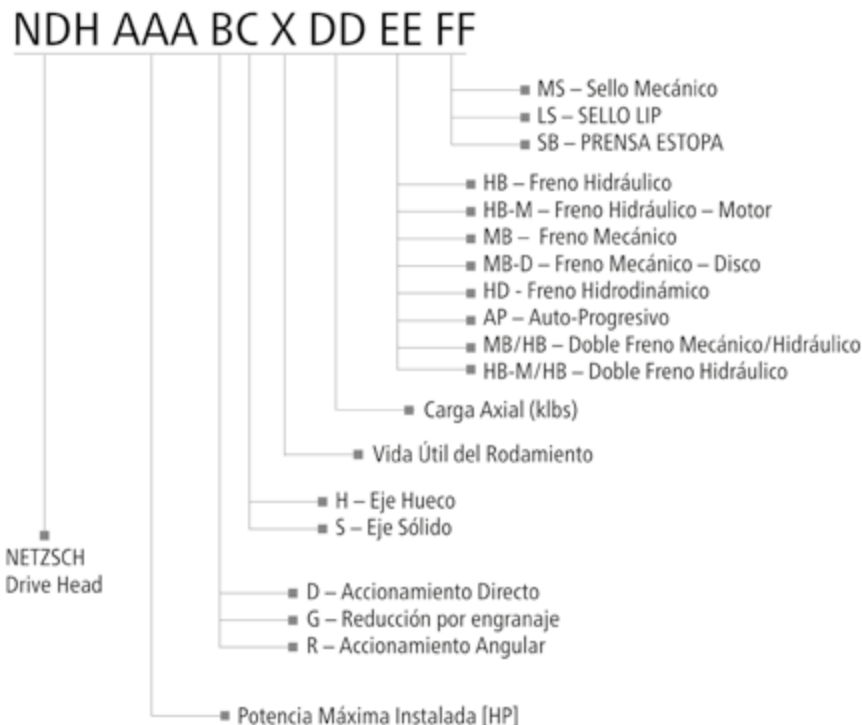 NDH AAA BC X DD EE FF
MS – Sello Mecánico
LS – SELLO LIP
SB – PRENSA ESTOPA
HB – Freno Hidráulico
HB-M – Freno Hidráulico – Motor
MB – Freno Mecánico
MB-D – Freno Mecánico – Disco
HD - Freno Hidrodinámico
AP – Auto-Progresivo
MB/HB – Doble Freno Mecánico/Hidráulico
HB-M/HB – Doble Freno Hidráulico
Carga Axial (klbs)
Vida Útil del Rodamiento
H – Eje Hueco
S – Eje Sólido
NETZSCH
Drive Head
D – Accionamiento Directo
G – Reducción por engranaje
R – Accionamiento Angular
Potencia Máxima Instalada [HP]